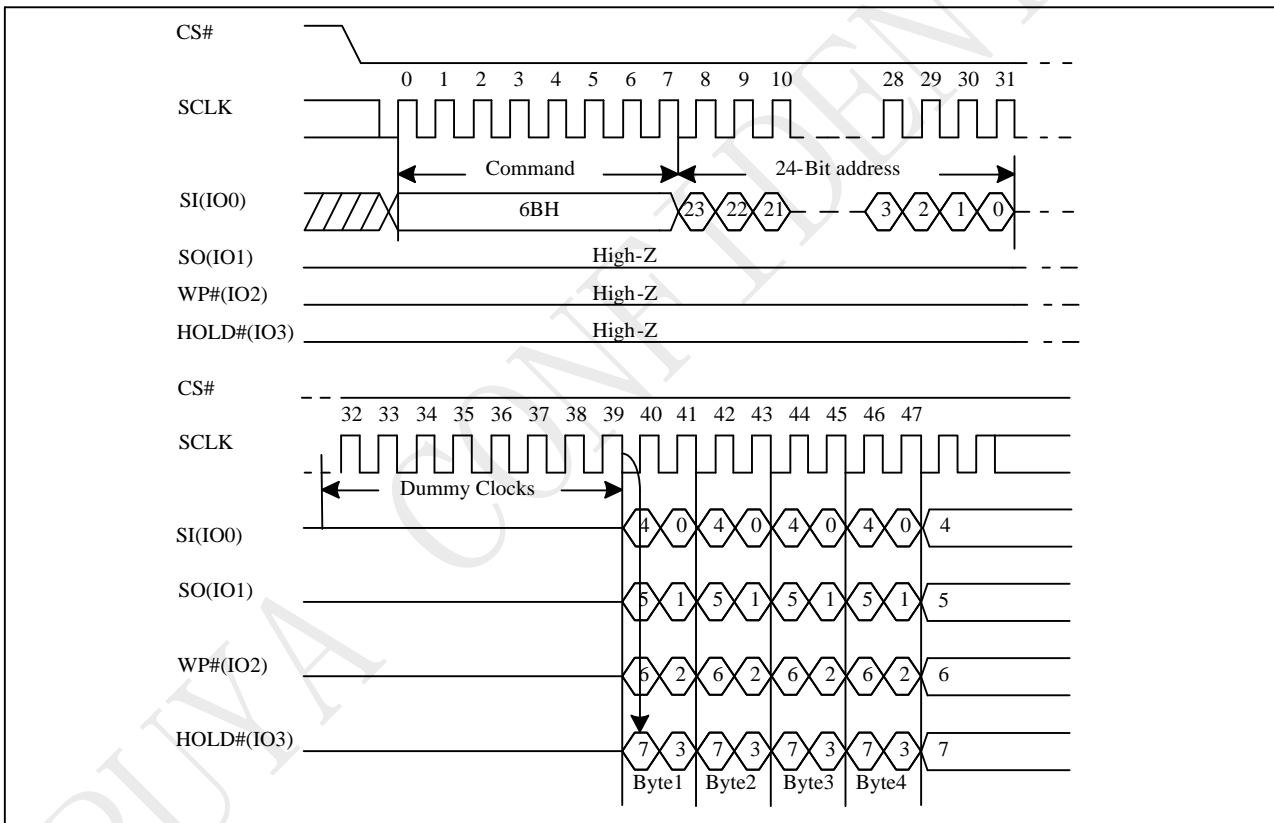 CS#
0 1 2 3 4 5 6 7 8 9 10 28 29 30 31
SCLK
Command 24-Bit address
SI(IO0) 6BH 23 22 21 3 2 1 0
SO(IO1) High-Z
WP#(IO2) High-Z
HOLD#(IO3) High-Z
CS#
32 33 34 35 36 37 38 39 40 41 42 43 44 45 46 47
SCLK
Dummy Clocks
SI(IO0) 4 0 4 0 4 0 4 0 4
SO(IO1) 5 1 5 1 5 1 5 1 5
WP#(IO2) 6 2 6 2 6 2 6 2 6
HOLD#(IO3) 7 3 7 3 7 3 7 3 7
Byte1 Byte2 Byte3 Byte4
PUYA CONFIDENT